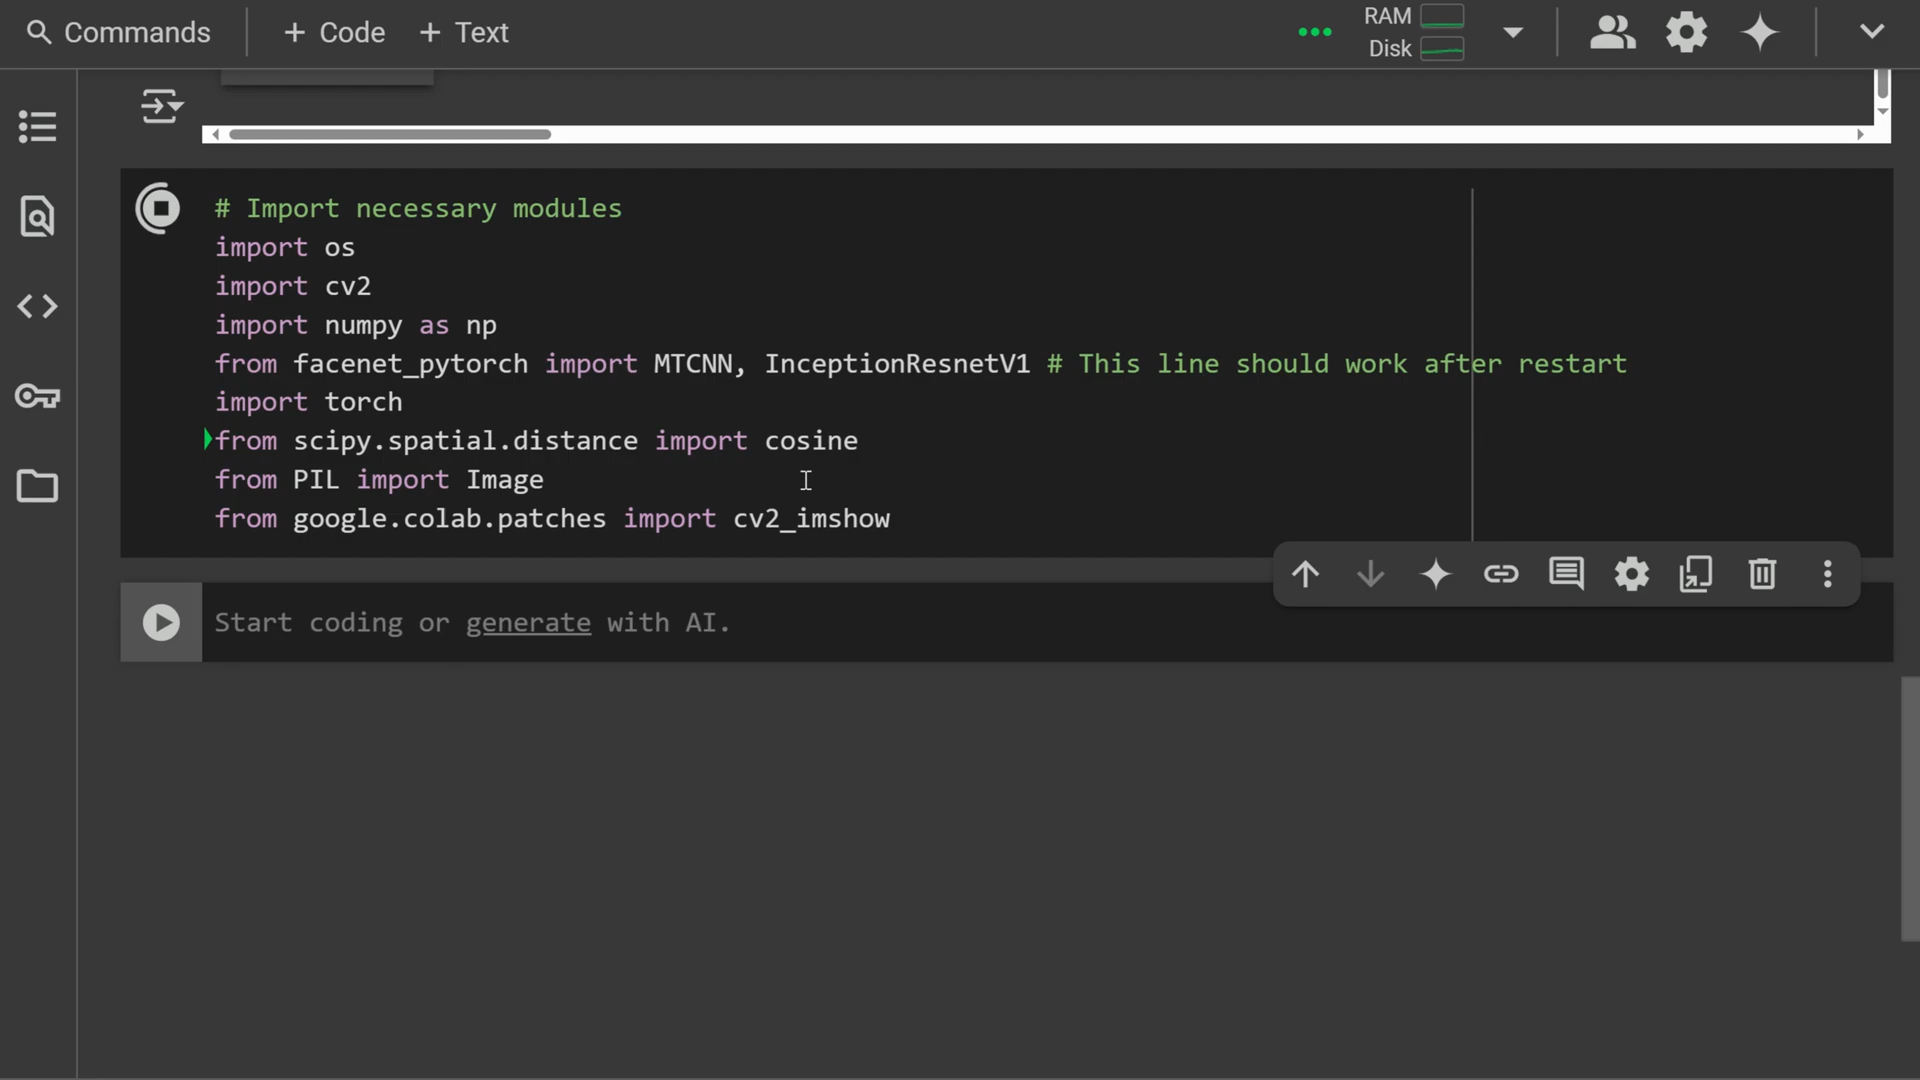 Commands + Code + Text RAM
Disk
# Import necessary modules
import os
import cv2
import numpy as np
from facenet_pytorch import MTCNN, InceptionResnetV1 # This line should work after restart
import torch
from scipy.spatial.distance import cosine
from PIL import Image
from google.colab.patches import cv2_imshow
Start coding or generate with AI.